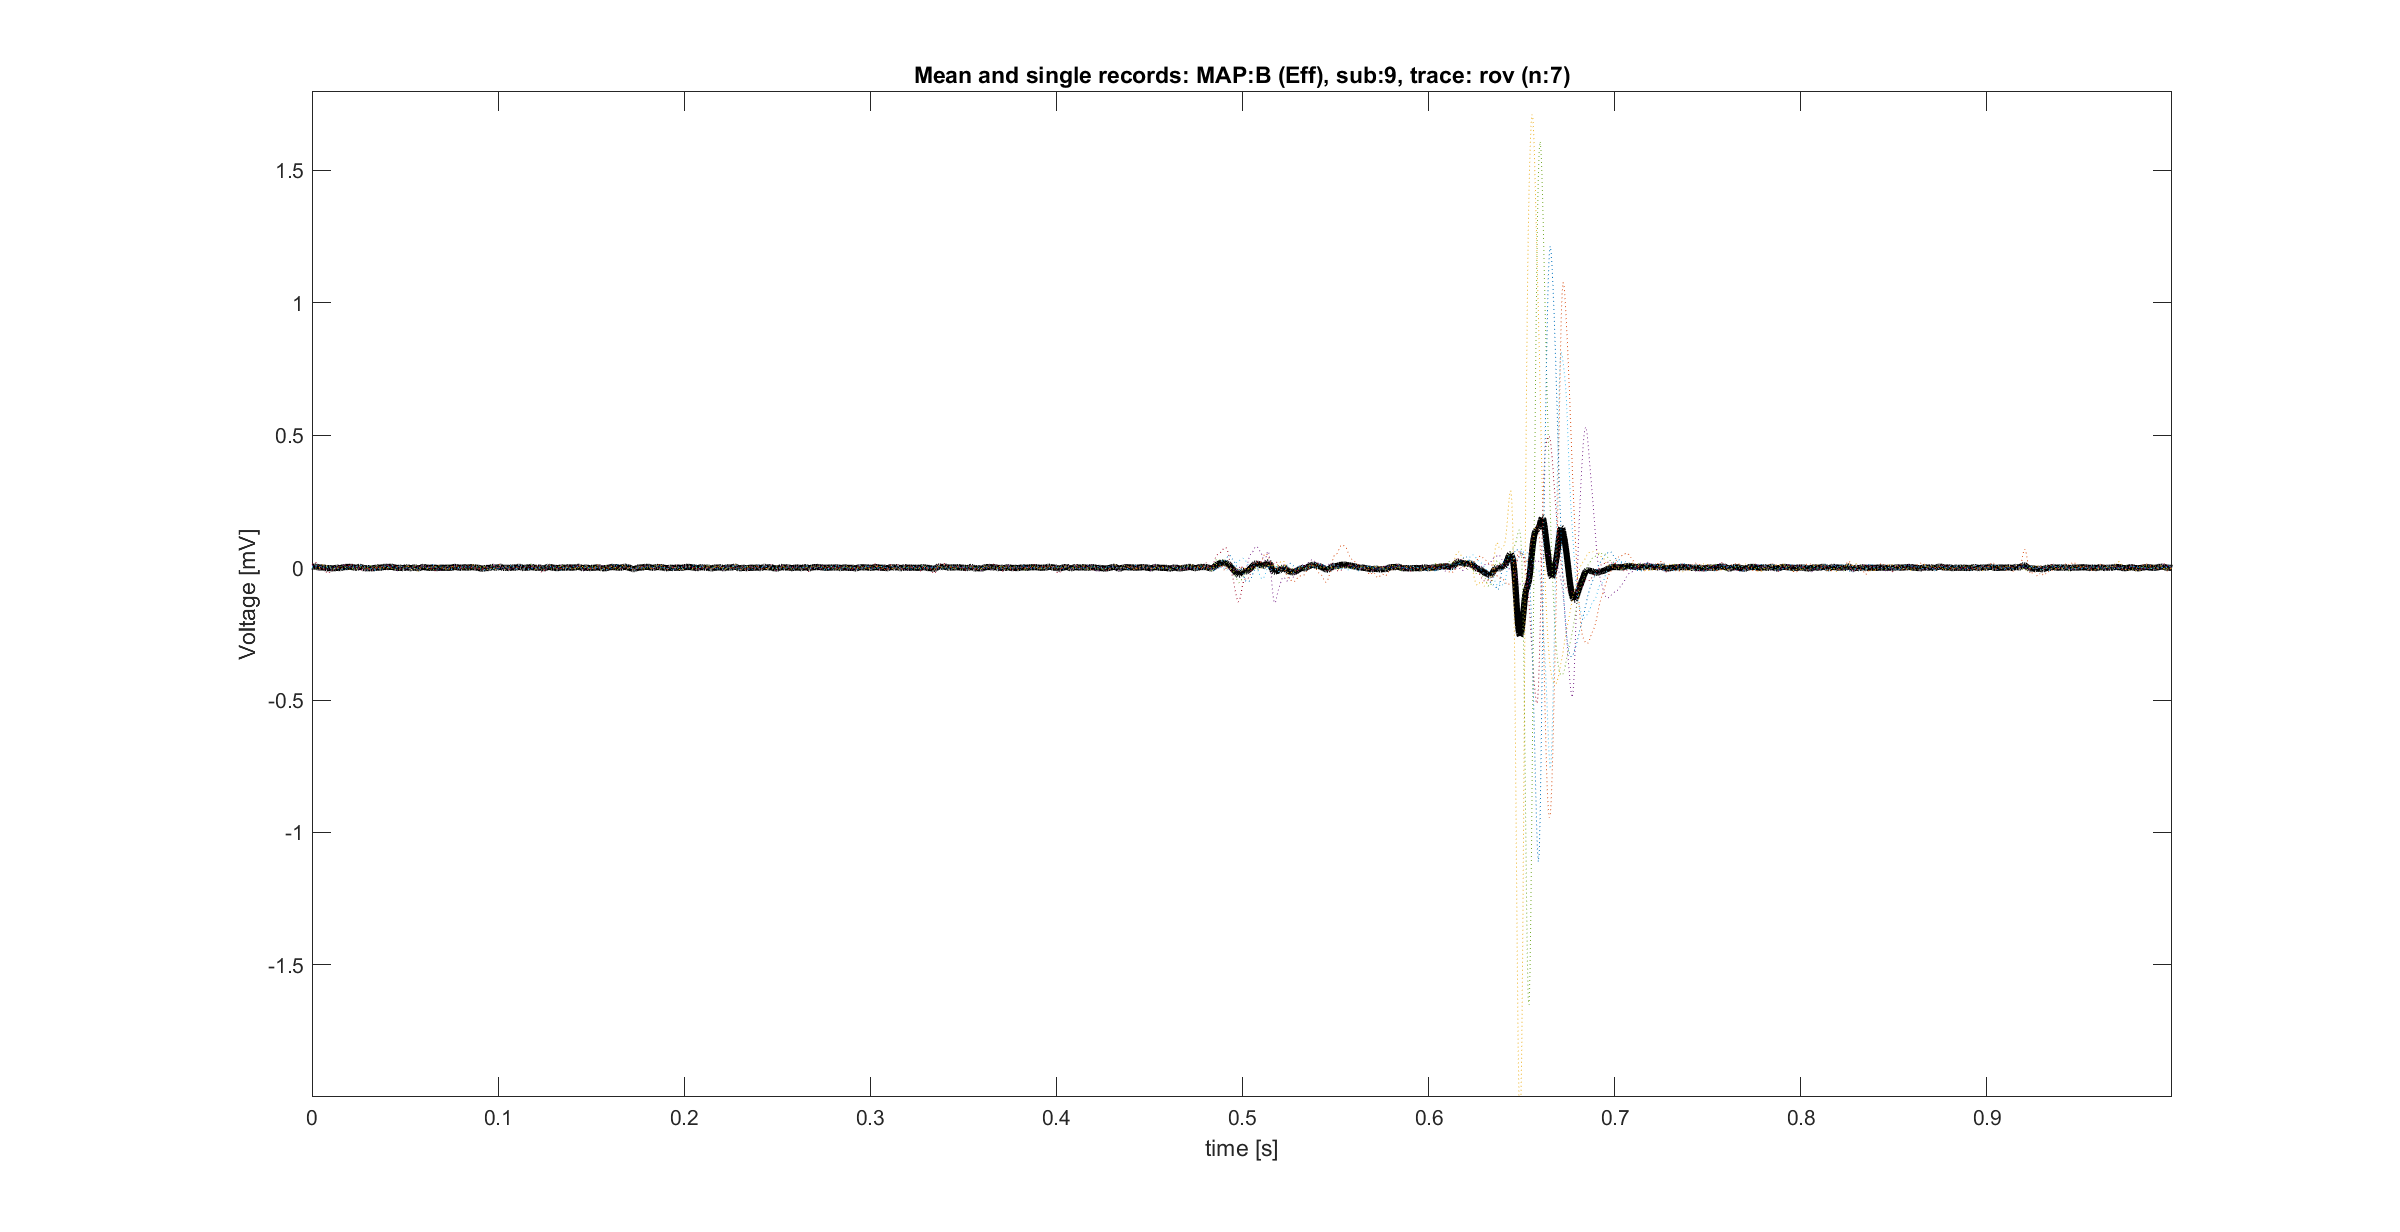 Mean and single records: MAP:B (Eff), sub:9, trace: rov (n:7)
1.5
1
0.5
0
-0.5
-1
-1.5
Voltage [mV]
0 0.1 0.2 0.3 0.4 0.5 0.6 0.7 0.8 0.9
time [s]